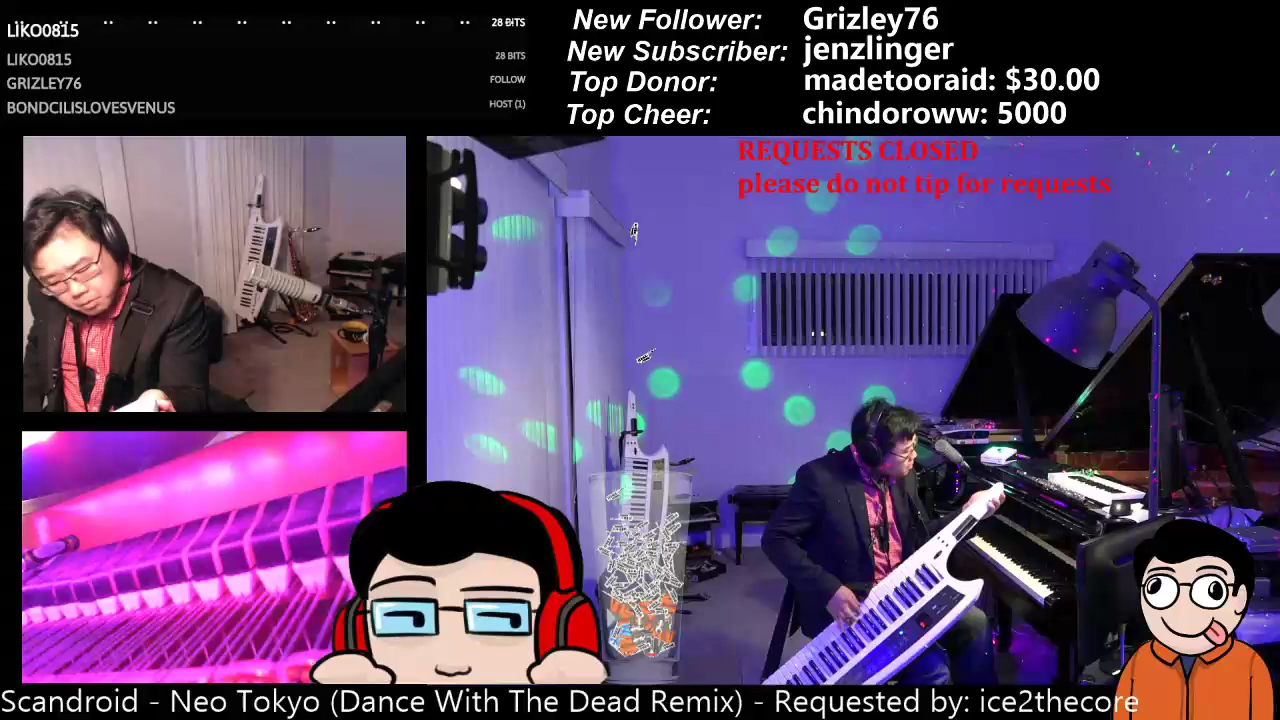 LIKO0815 28 BITS
LIKO0815 28 BITS
GRIZLEY76 FOLLOW
BONDCILISLOVESVENUS HOST (1)
New Follower: Grizley76
New Subscriber: jenzlinger
Top Donor: madetooraid: $30.00
Top Cheer: chindoroww: 5000
REQUESTS CLOSED
please do not tip for requests
Scandroid - Neo Tokyo (Dance With The Dead Remix) - Requested by: ice2thecore